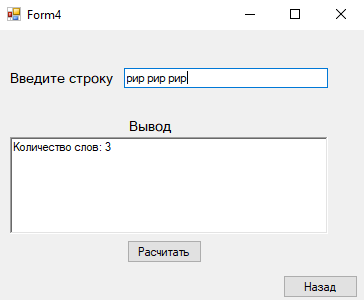 Form4
Введите строку рир рир рир
Вывод
Количество слов: 3
Расчитать
Назад